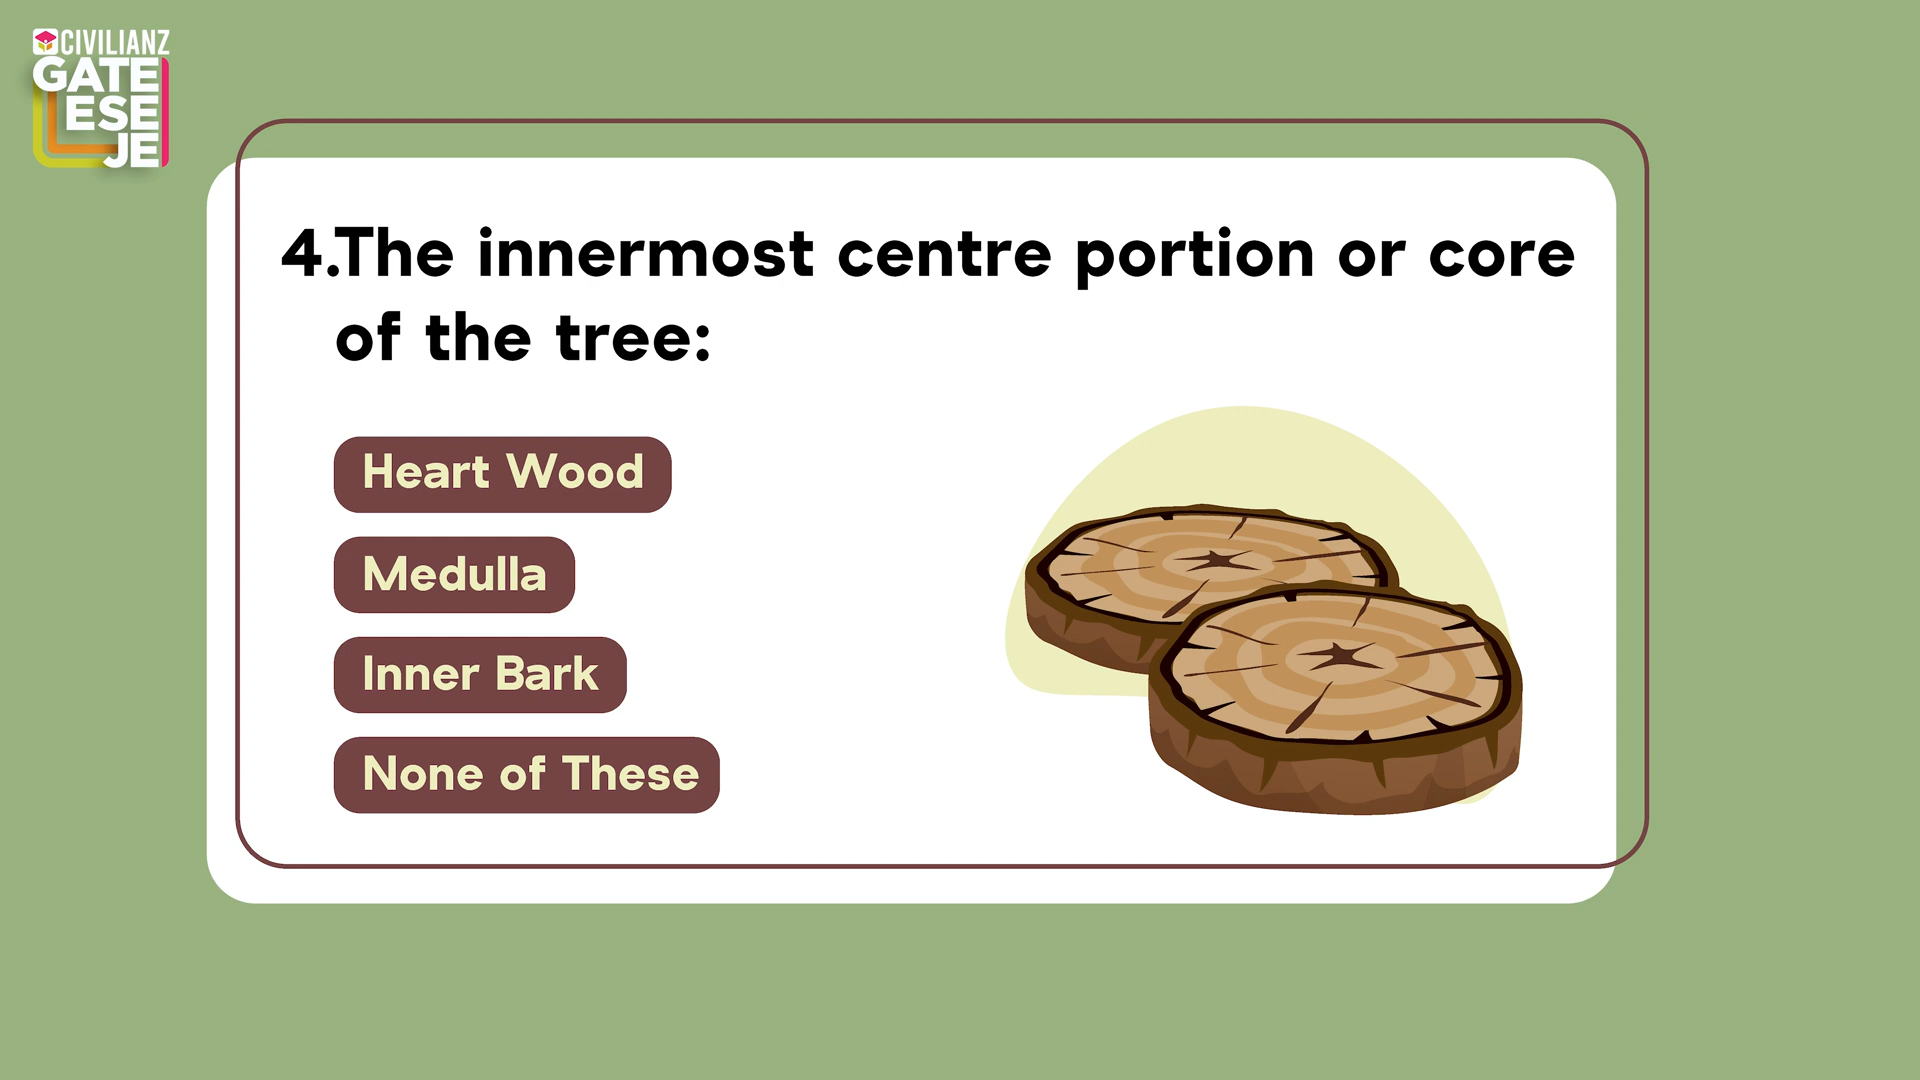 CIVILIANZ
GATE
ESE
JE
4.The innermost centre portion or core
of the tree:
Heart Wood
Medulla
Inner Bark
None of These